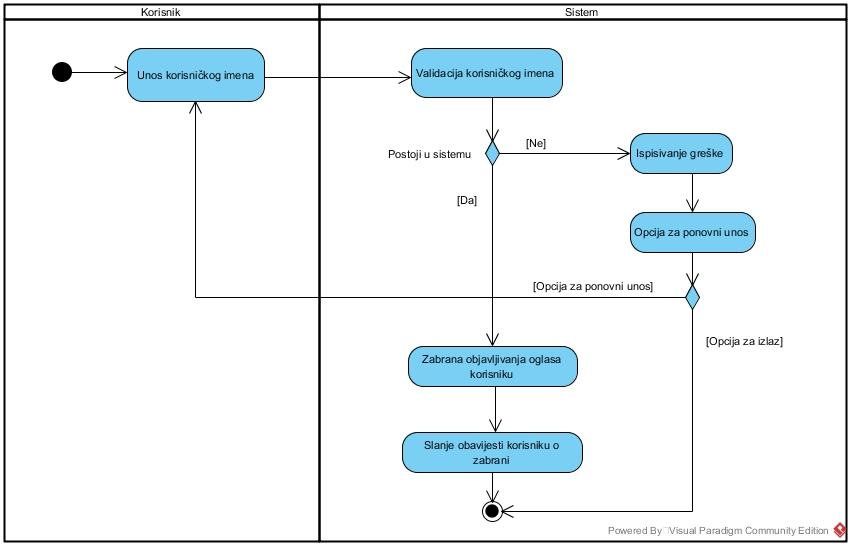 Korisnik
Sistem
Unos korisničkog imena
Validacija korisničkog imena
Postoji u sistemu
[Ne]
Ispisivanje greške
[Da]
Opcija za ponovni unos
[Opcija za ponovni unos]
[Opcija za izlaz]
Zabrana objavljivanja oglasa
korisniku
Slanje obavijesti korisniku o
zabrani
Powered By Visual Paradigm Community Edition